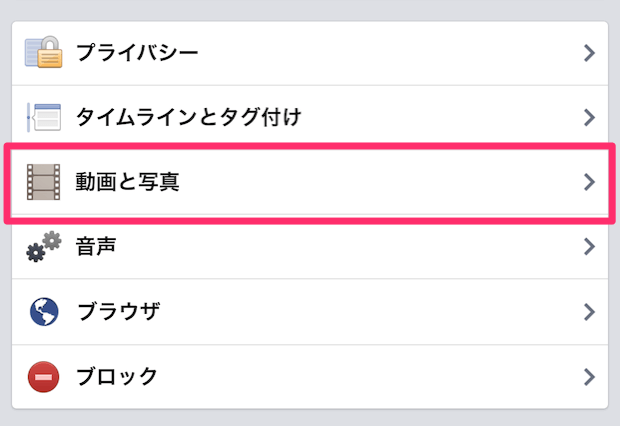 プライバシー
タイムラインとタグ付け
動画と写真
音声
ブラウザ
ブロック